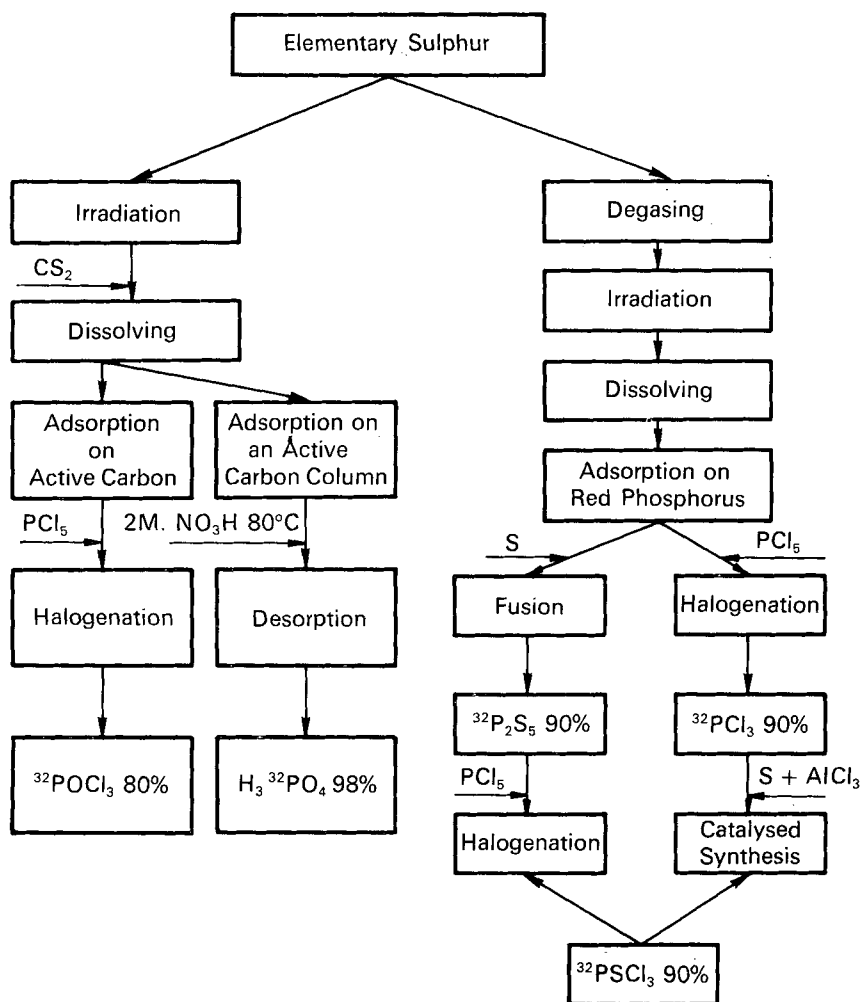 Elementary Sulphur
Irradiation
CS₂
Dissolving
Adsorption
on
Active Carbon
Adsorption on
an Active
Carbon Column
PCl₅
2M. NO₃H 80°C
Halogenation
Desorption
³²POCl₃ 80%
H₃ ³²PO₄ 98%
Degasing
Irradiation
Dissolving
Adsorption on
Red Phosphorus
S
PCl₅
Fusion
Halogenation
³²P₂S₅ 90%
³²PCl₃ 90%
PCl₅
S + AlCl₃
Halogenation
Catalysed
Synthesis
³²PSCl₃ 90%